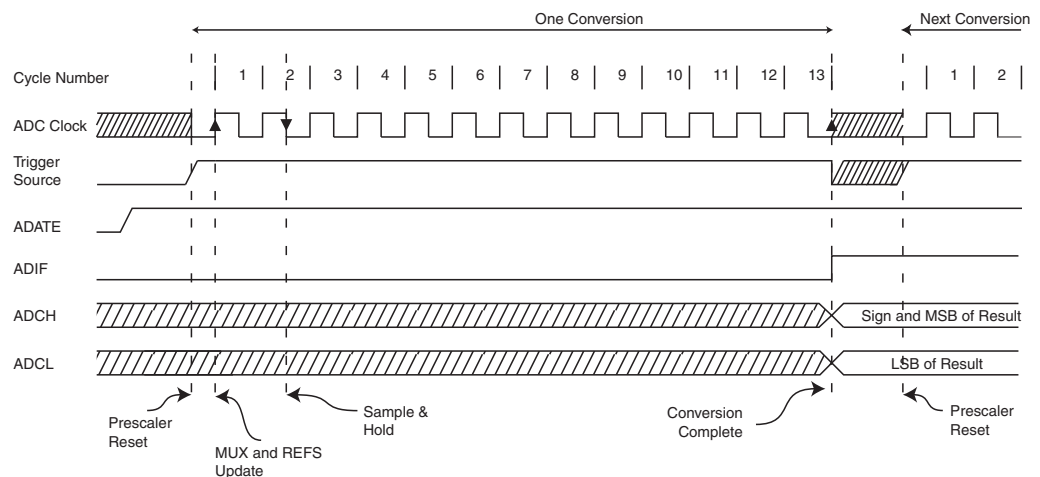 One Conversion
Next Conversion
Cycle Number
1 2 3 4 5 6 7 8 9 10 11 12 13 1 2
ADC Clock
Trigger
Source
ADATE
ADIF
ADCH
Sign and MSB of Result
ADCL
LSB of Result
Prescaler
Reset
MUX and REFS
Update
Sample &
Hold
Conversion
Complete
Prescaler
Reset